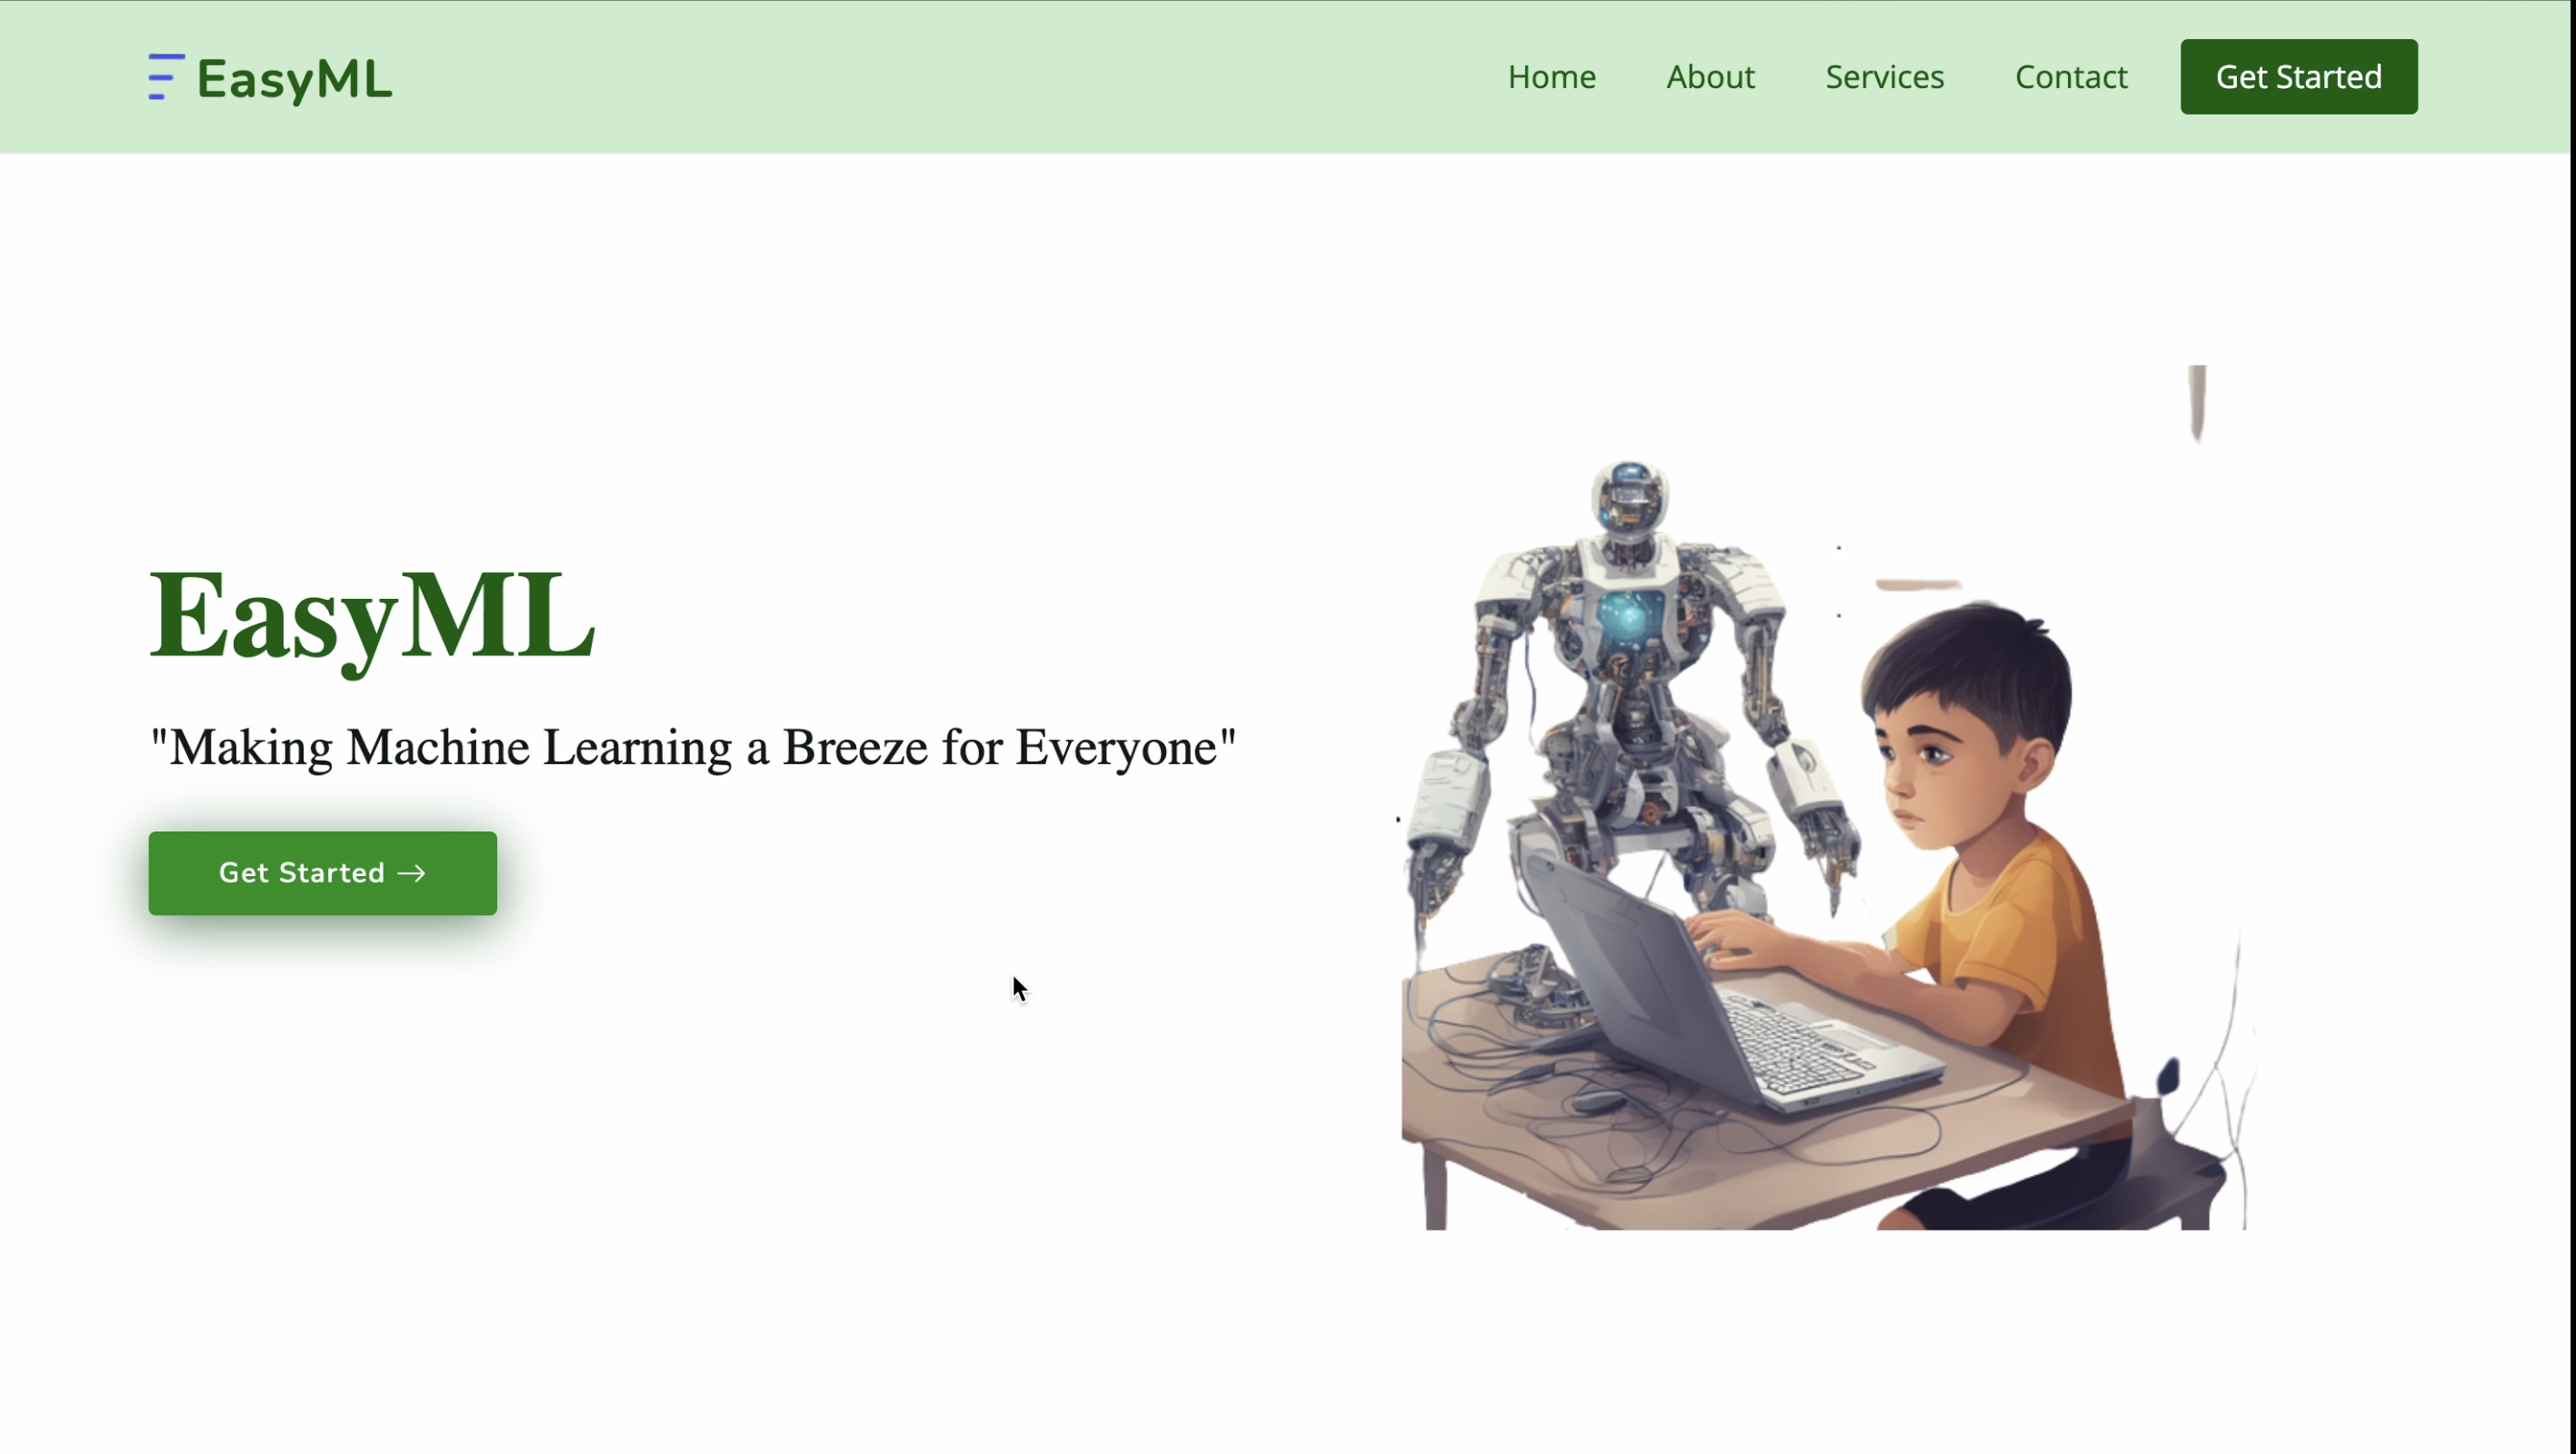 EasyML
Home About Services Contact Get Started
EasyML
"Making Machine Learning a Breeze for Everyone"
Get Started →